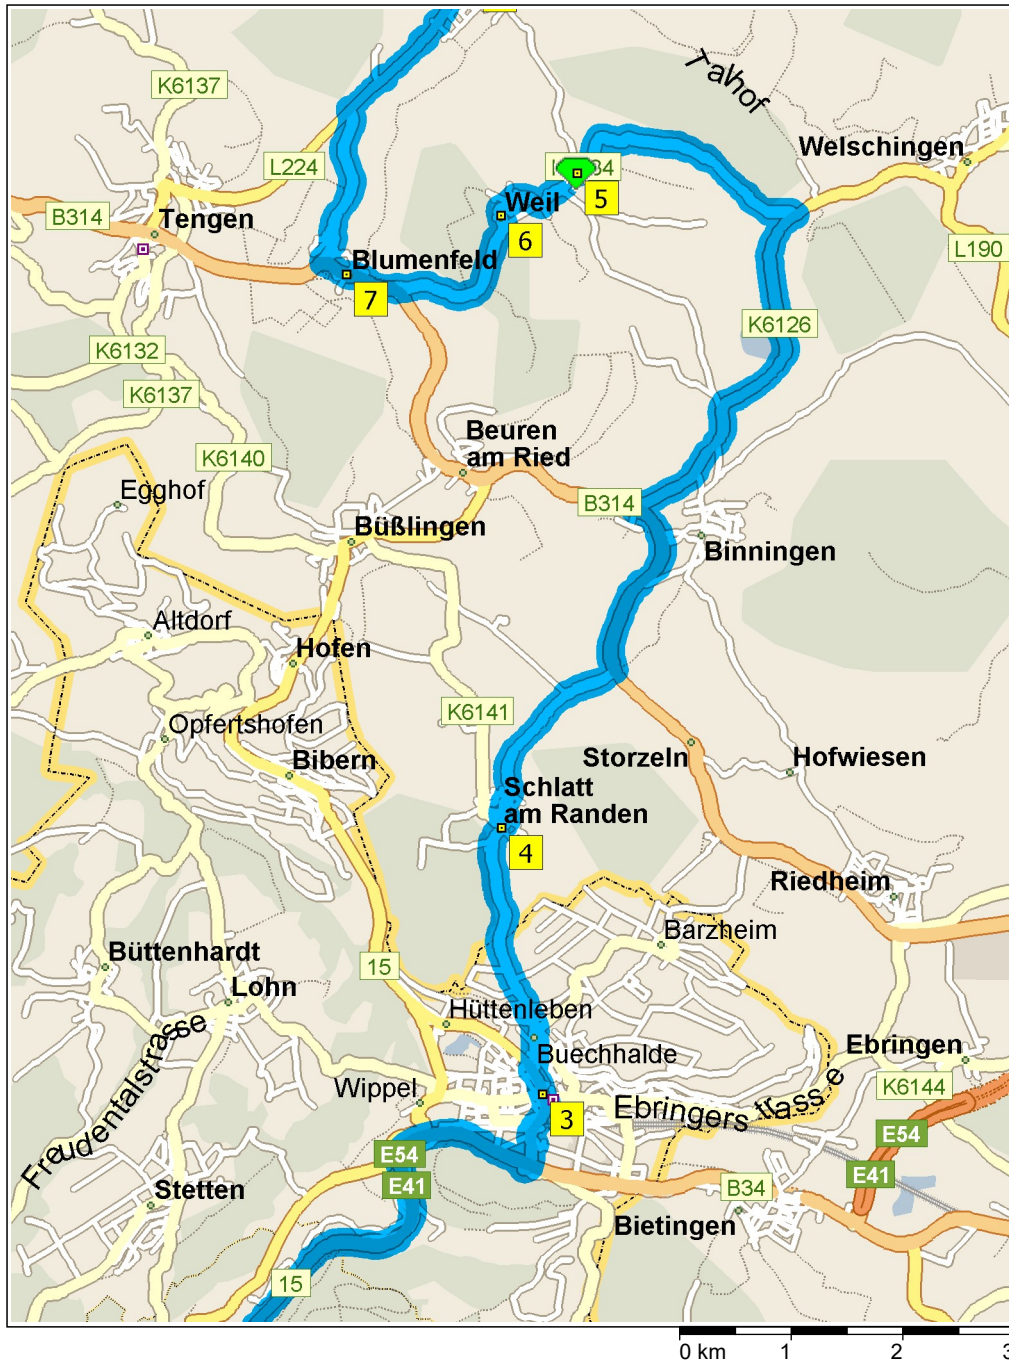 K6137
Talhof
Welschingen
L224
84
5
Weil
B314
Tengen
6
L190
Blumenfeld
7
K6126
K6132
K6137
Beuren
am Ried
K6140
Egghof
B314
Büßlingen
Binningen
Altdorf
Hofen
K6141
Opfertshofen
Storzeln
Hofwiesen
Bibern
Schlatt
am Randen
4
Riedheim
Barzheim
Büttenhardt
15
Lohn
Hüttenleben
Freudentalstrasse
Buechhalde
Ebringen
Wippel
K6144
3
Ebringerstrasse
E54
E54
E41
E41
Stetten
B34
Bietingen
15
0 km 1 2 3